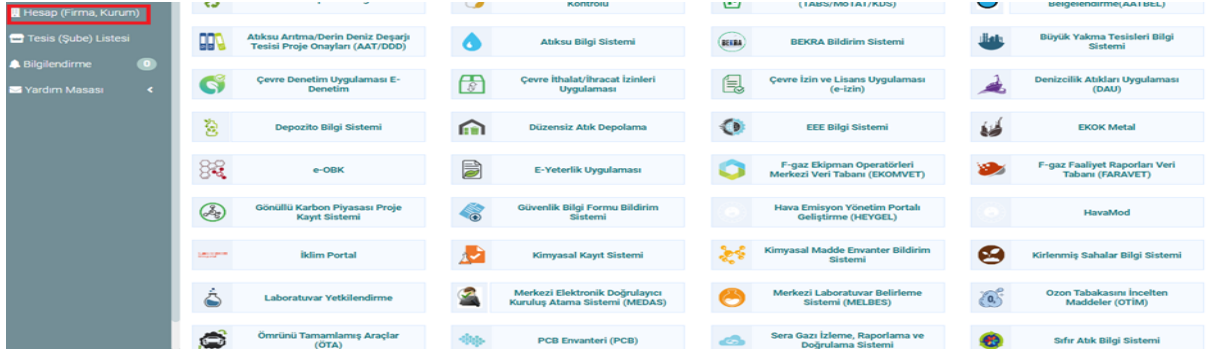 Hesap (Firma, Kurum)
Tesis (Şube) Listesi
Bilgilendirme 0
Yardım Masası
Kontrolü
(TABS/MoTAT/KDS)
Belgelendirme(AATBEL)
Atıksu Arıtma/Derin Deniz Deşarjı
Tesisi Proje Onayları (AAT/DDD)
Atıksu Bilgi Sistemi
BEKRA
BEKRA Bildirim Sistemi
Büyük Yakma Tesisleri Bilgi
Sistemi
Çevre Denetim Uygulaması E-
Denetim
Çevre İthalat/İhracat İzinleri
Uygulaması
Çevre İzin ve Lisans Uygulaması
(e-izin)
Denizcilik Atıkları Uygulaması
(DAU)
Depozito Bilgi Sistemi
Düzensiz Atık Depolama
EEE Bilgi Sistemi
EKOK Metal
e-OBK
E-Yeterlik Uygulaması
F-gaz Ekipman Operatörleri
Merkezi Veri Tabanı (EKOMVET)
F-gaz Faaliyet Raporları Veri
Tabanı (FARAVET)
Gönüllü Karbon Piyasası Proje
Kayıt Sistemi
Güvenlik Bilgi Formu Bildirim
Sistemi
Hava Emisyon Yönetim Portalı
Geliştirme (HEYGEL)
HavaMod
İklim Portal
Kimyasal Kayıt Sistemi
Kimyasal Madde Envanter Bildirim
Sistemi
Kirlenmiş Sahalar Bilgi Sistemi
Laboratuvar Yetkilendirme
Merkezi Elektronik Doğrulayıcı
Kuruluş Atama Sistemi (MEDAS)
Merkezi Laboratuvar Belirleme
Sistemi (MELBES)
Ozon Tabakasını İncelten
Maddeler (OTİM)
Ömrünü Tamamlamış Araçlar
(ÖTA)
PCB Envanteri (PCB)
Sera Gazı İzleme, Raporlama ve
Doğrulama Sistemi
Sıfır Atık Bilgi Sistemi